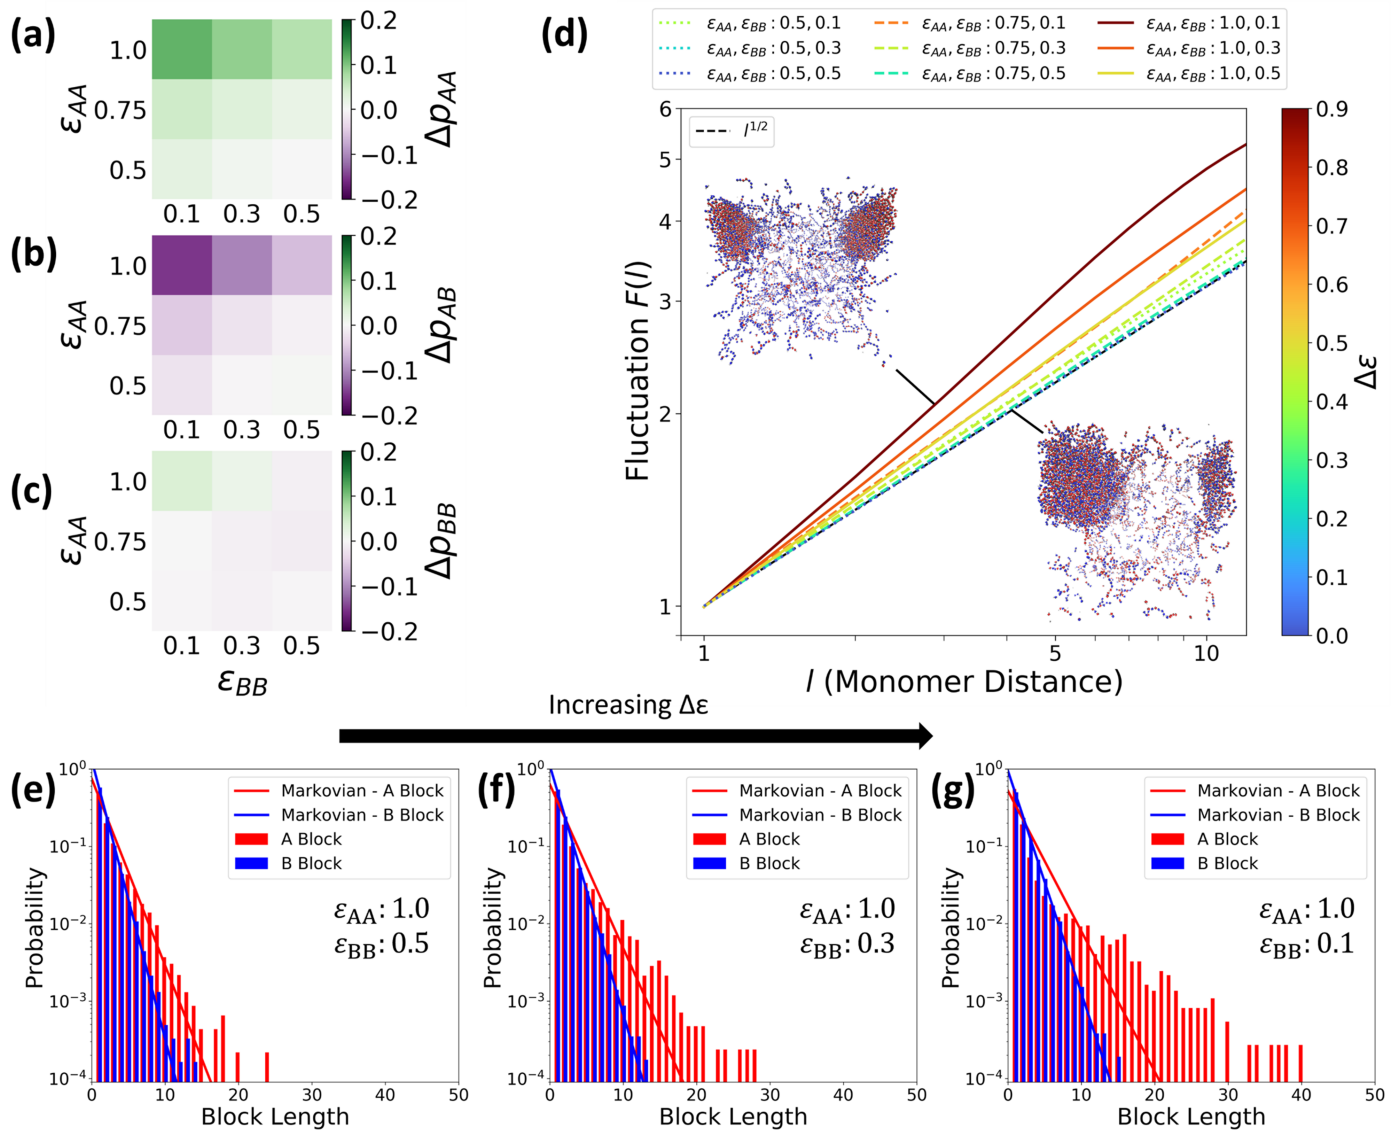 (a)
0.2
0.1
0.0
−0.1
−0.2
Δp_AA
ε_AA
1.0
0.75
0.5
0.1 0.3 0.5
(b)
0.2
0.1
0.0
−0.1
−0.2
Δp_AB
ε_AA
1.0
0.75
0.5
0.1 0.3 0.5
(c)
0.2
0.1
0.0
−0.1
−0.2
Δp_BB
ε_AA
1.0
0.75
0.5
0.1 0.3 0.5
ε_BB
(d)
ε_AA, ε_BB : 0.5, 0.1
ε_AA, ε_BB : 0.5, 0.3
ε_AA, ε_BB : 0.5, 0.5
ε_AA, ε_BB : 0.75, 0.1
ε_AA, ε_BB : 0.75, 0.3
ε_AA, ε_BB : 0.75, 0.5
ε_AA, ε_BB : 1.0, 0.1
ε_AA, ε_BB : 1.0, 0.3
ε_AA, ε_BB : 1.0, 0.5
l^{1/2}
Fluctuation F(l)
6
5
4
3
2
1
1 5 10
l (Monomer Distance)
0.9
0.8
0.7
0.6
0.5
0.4
0.3
0.2
0.1
0.0
Δε
Increasing Δε
(e)
Markovian - A Block
Markovian - B Block
A Block
B Block
ε_AA: 1.0
ε_BB: 0.5
Probability
10^0
10^{−1}
10^{−2}
10^{−3}
10^{−4}
0 10 20 30 40 50
Block Length
(f)
Markovian - A Block
Markovian - B Block
A Block
B Block
ε_AA: 1.0
ε_BB: 0.3
Probability
10^0
10^{−1}
10^{−2}
10^{−3}
10^{−4}
0 10 20 30 40 50
Block Length
(g)
Markovian - A Block
Markovian - B Block
A Block
B Block
ε_AA: 1.0
ε_BB: 0.1
Probability
10^0
10^{−1}
10^{−2}
10^{−3}
10^{−4}
0 10 20 30 40 50
Block Length